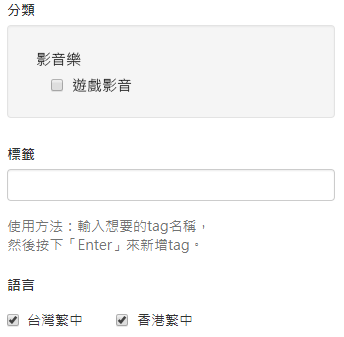 分類
影音樂
遊戲影音
標籤
使用方法：輸入想要的tag名稱，
然後按下「Enter」來新增tag。
語言
台灣繁中 香港繁中